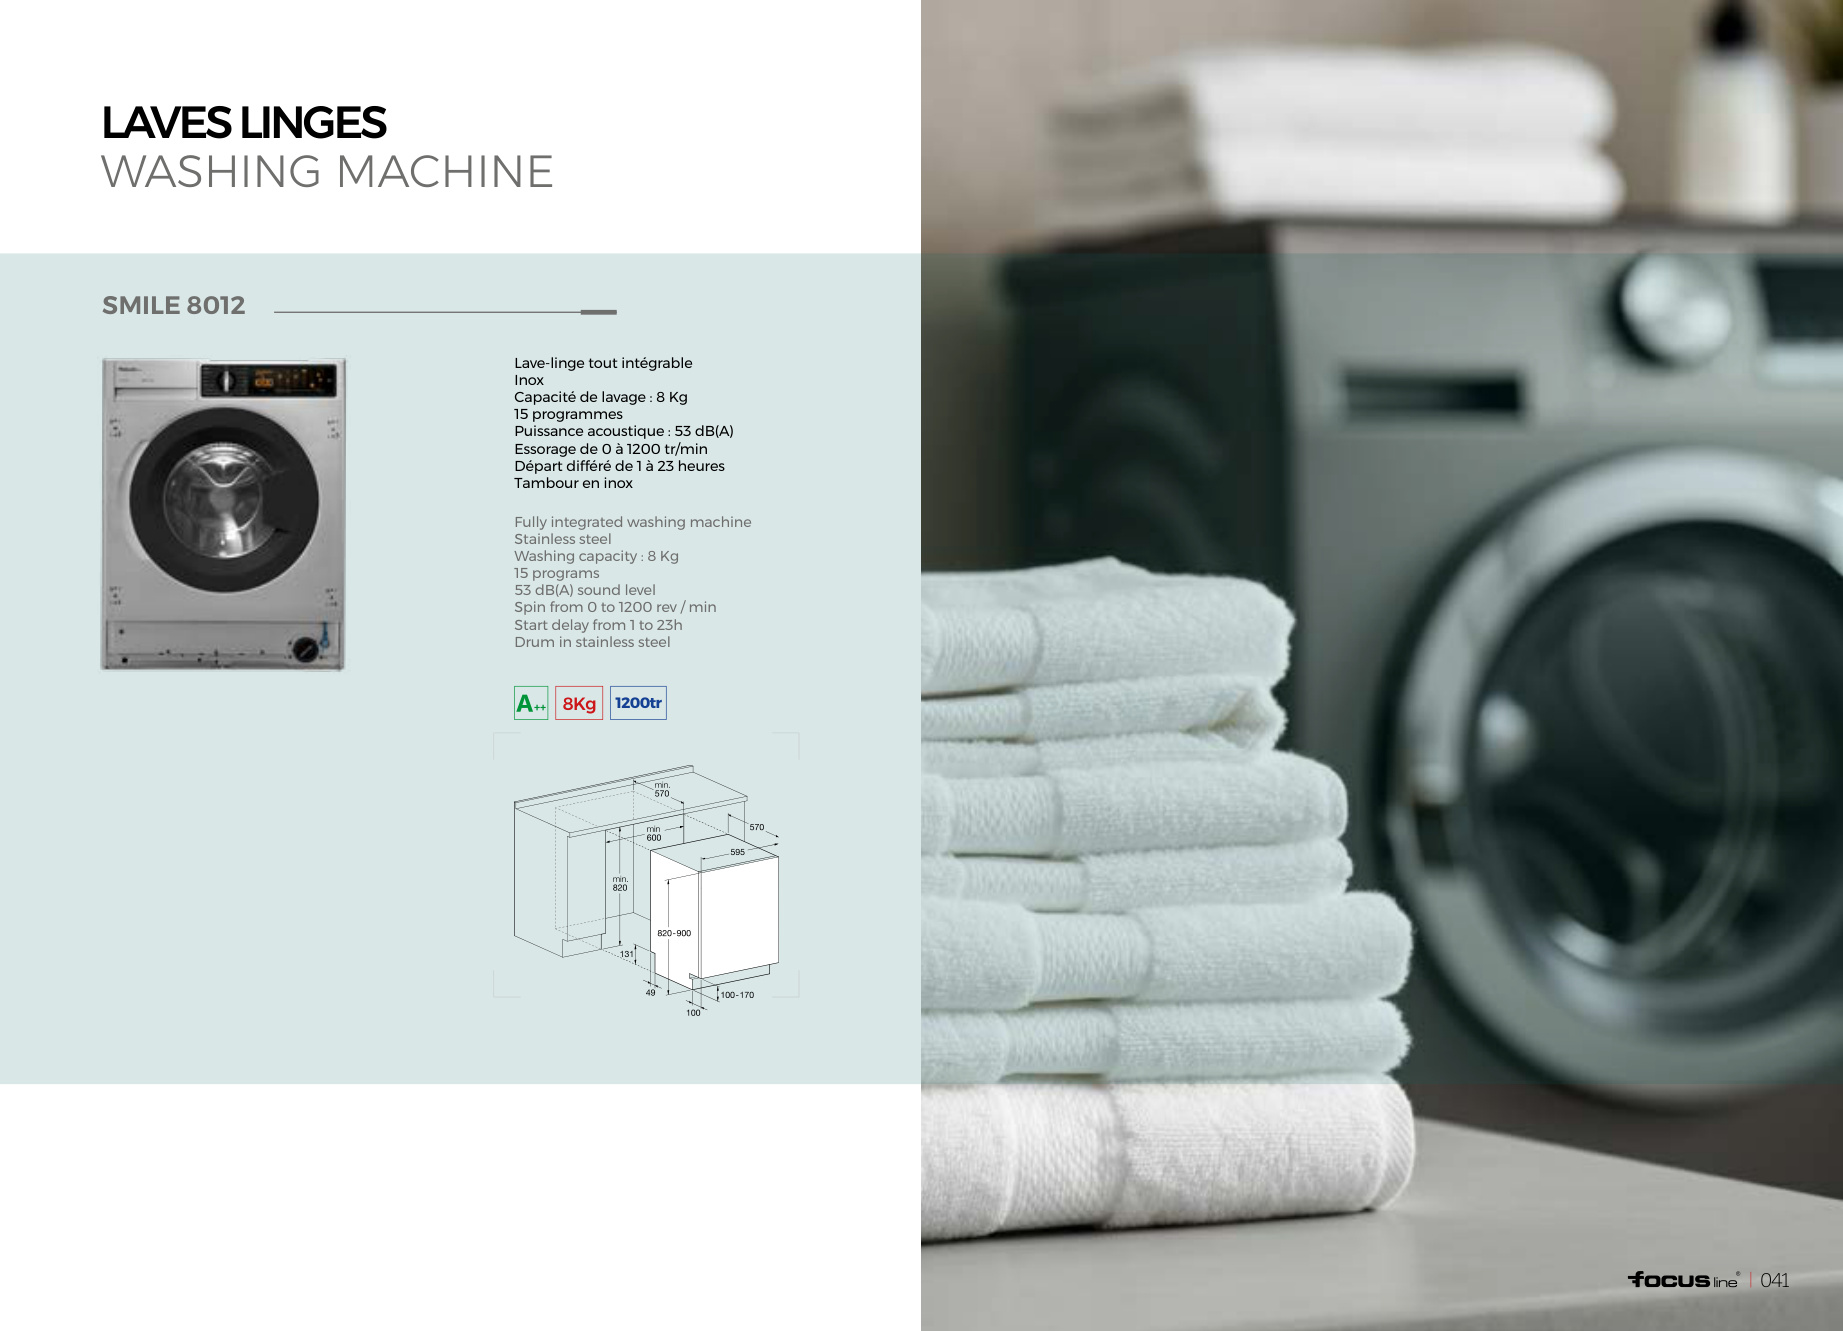 LAVES LINGES
WASHING MACHINE
SMILE 8012
Lave-linge tout intégrable
Inox
Capacité de lavage : 8 Kg
15 programmes
Puissance acoustique : 53 dB(A)
Essorage de 0 à 1200 tr/min
Départ différé de 1 à 23 heures
Tambour en inox
Fully integrated washing machine
Stainless steel
Washing capacity : 8 Kg
15 programs
53 dB(A) sound level
Spin from 0 to 1200 rev / min
Start delay from 1 to 23h
Drum in stainless steel
A++ 8Kg 1200tr
min.
570
min
600
570
595
min.
820
820-900
131
49
100-170
100
focus line® | 041